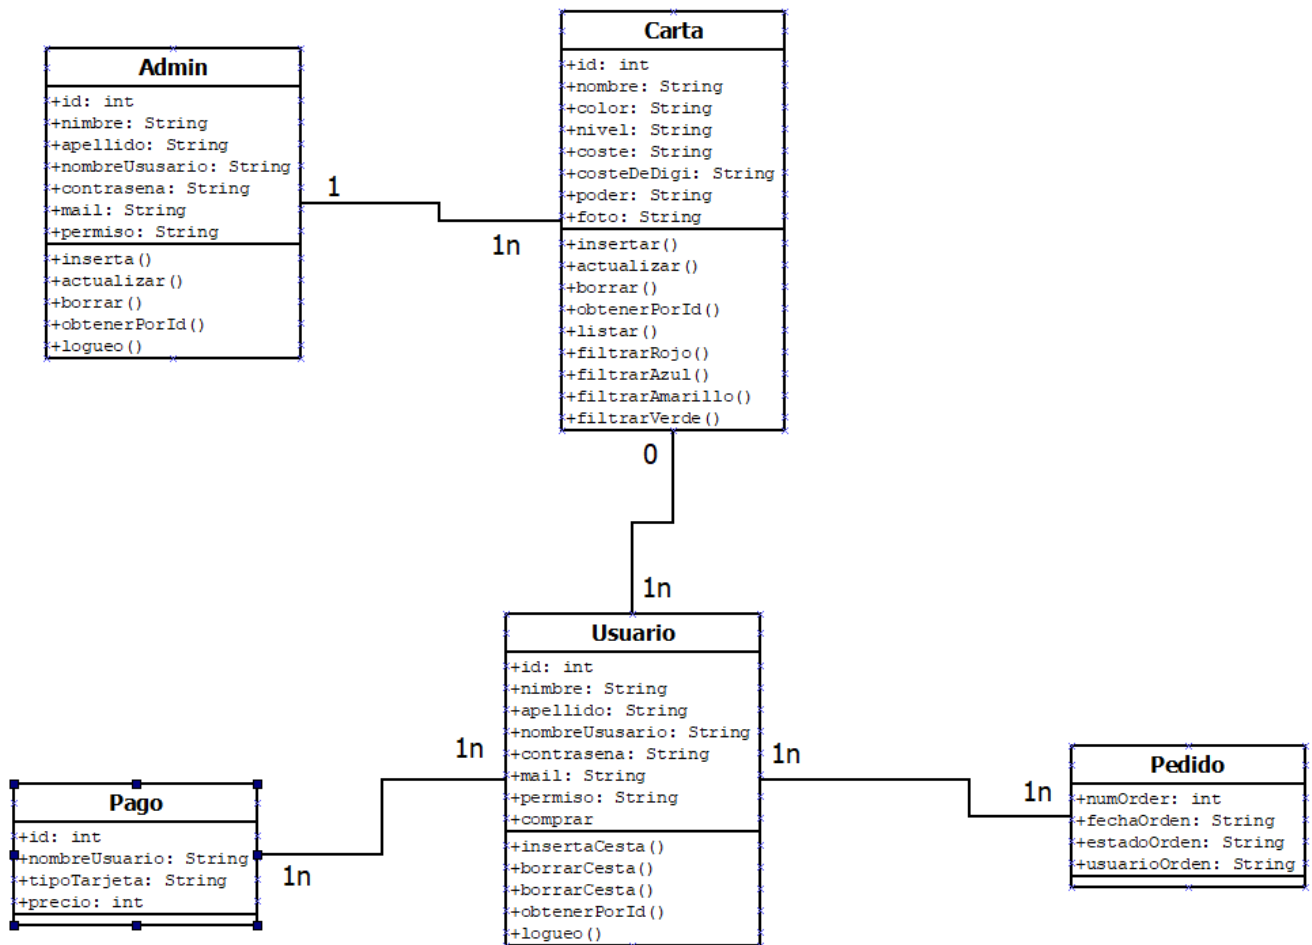 Admin
+id: int
+nimbre: String
+apellido: String
+nombreUsusario: String
+contrasena: String
+mail: String
+permiso: String
+inserta()
+actualizar()
+borrar()
+obtenerPorId()
+logueo()
1
1n
Carta
+id: int
+nombre: String
+color: String
+nivel: String
+coste: String
+costeDeDigi: String
+poder: String
+foto: String
+insertar()
+actualizar()
+borrar()
+obtenerPorId()
+listar()
+filtrarRojo()
+filtrarAzul()
+filtrarAmarillo()
+filtrarVerde()
0
1n
Usuario
+id: int
+nimbre: String
+apellido: String
+nombreUsusario: String
+contrasena: String
+mail: String
+permiso: String
+comprar
+insertaCesta()
+borrarCesta()
+borrarCesta()
+obtenerPorId()
+logueo()
1n
1n
Pago
+id: int
+nombreUsuario: String
+tipoTarjeta: String
+precio: int
1n
1n
Pedido
+numOrder: int
+fechaOrden: String
+estadoOrden: String
+usuarioOrden: String